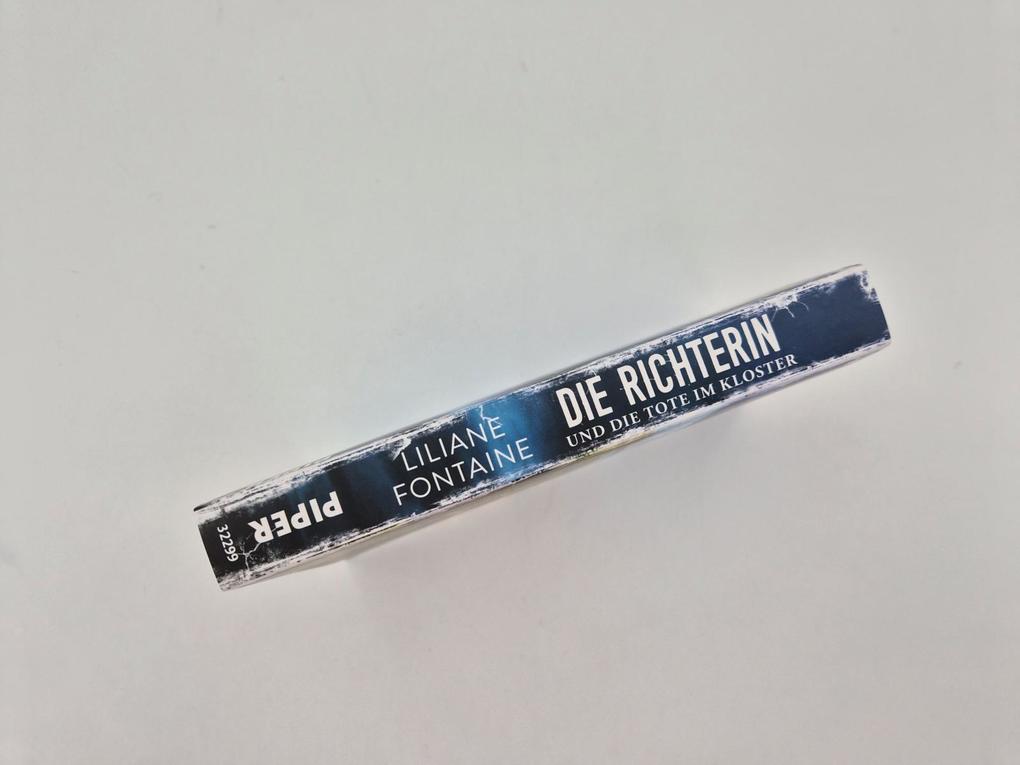 DIE RICHTERIN
UND DIE TOTE IM KLOSTER
LILIANE
FONTAINE
PIPER
32299